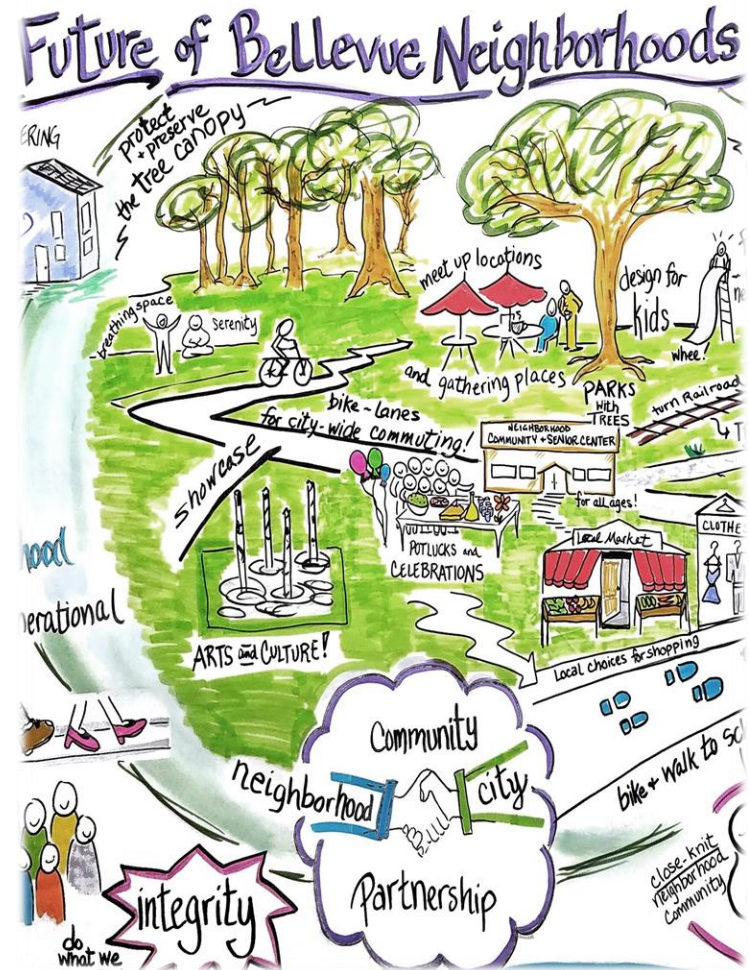 Future of Bellevue Neighborhoods
ERING
protect
+ preserve
the tree canopy
meet up locations
and gathering places
design for
kids
whee!
breathing space
serenity
PARKS
with
TREES
turn Railroad
bike-lanes
for city-wide commuting!
NEIGHBORHOOD
COMMUNITY + SENIOR CENTER
for all ages!
showcase
POTLUCKS and
CELEBRATIONS
Local Market
CLOTHE
ARTS and CULTURE!
Local choices for shopping
hood
nerational
Community
neighborhood
city
Partnership
bike + walk to sc
close-knit
neighborhood
community
integrity
do
what we